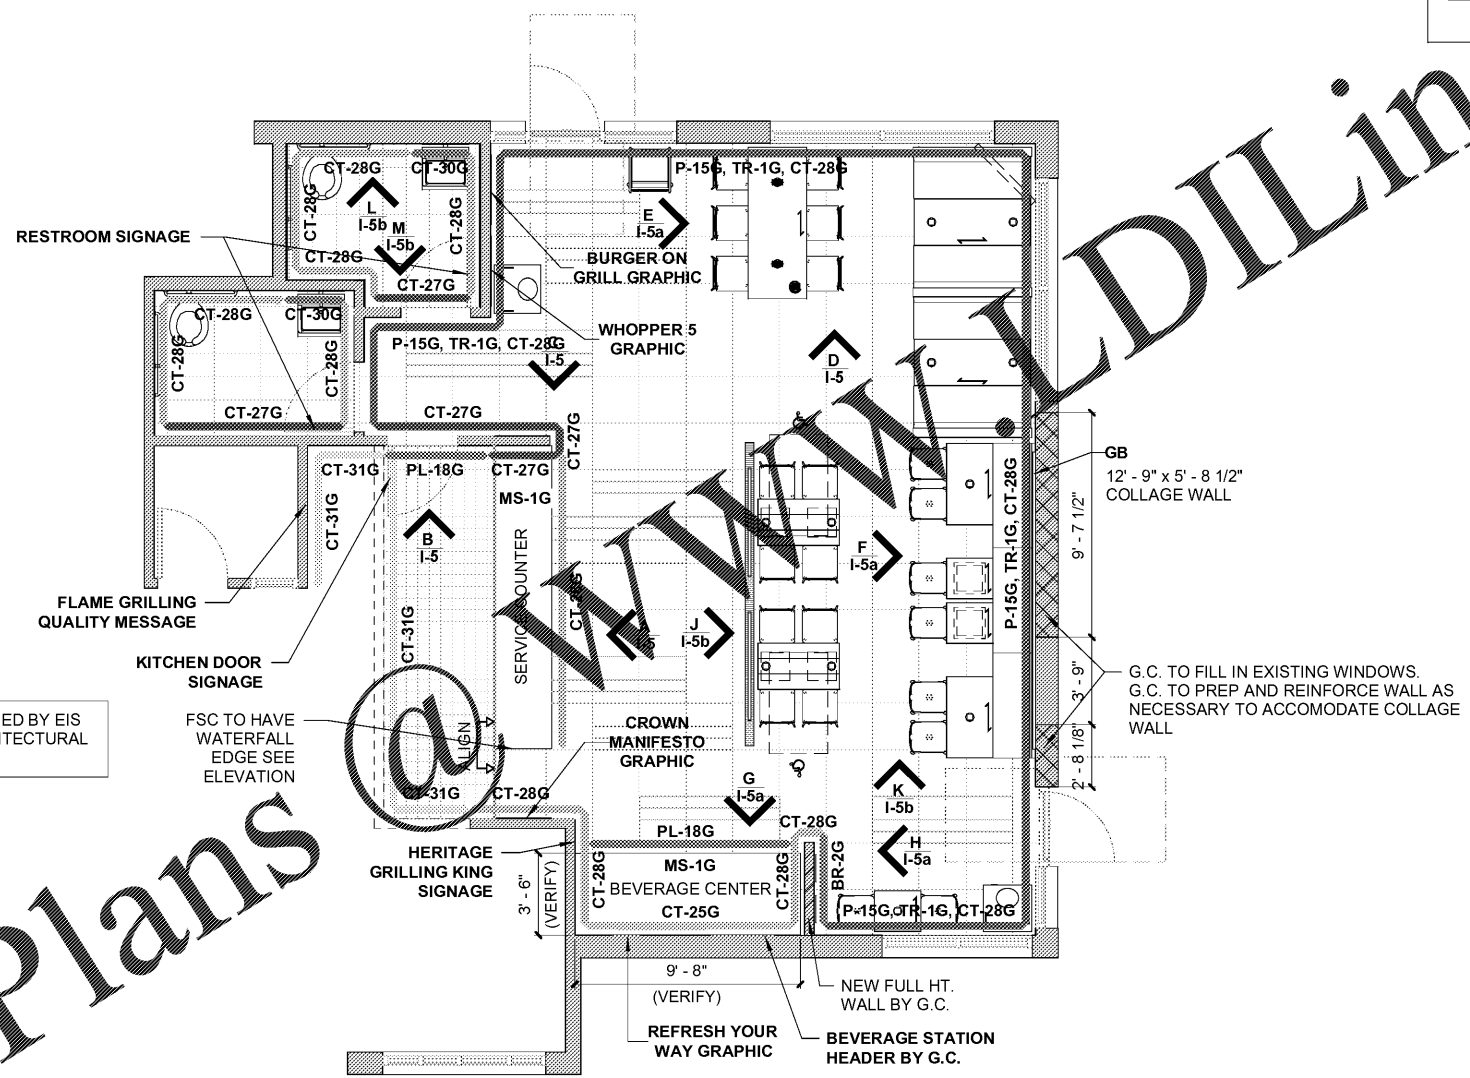 CT-28G
CT-30G
CT-28G
L
I-5b
M
I-5b
CT-28G
CT-28G
CT-27G
RESTROOM SIGNAGE
P-15G, TR-1G, CT-28G
E
I-5a
BURGER ON
GRILL GRAPHIC
WHOPPER 5
GRAPHIC
CT-28G
CT-30G
CT-28G
CT-28G
CT-27G
P-15G, TR-1G, CT-28G
C
I-5
D
I-5
CT-27G
CT-27G
CT-31G
PL-18G
CT-27G
MS-1G
CT-31G
B
I-5
SERVICE COUNTER
CT-28G
CT-31G
F
I-5a
A
I-5
J
I-5b
P-15G, TR-1G, CT-28G
GB
12' - 9" x 5' - 8 1/2"
COLLAGE WALL
9' - 7 1/2"
3' - 9"
2' - 8 1/8"
G.C. TO FILL IN EXISTING WINDOWS.
G.C. TO PREP AND REINFORCE WALL AS
NECESSARY TO ACCOMODATE COLLAGE
WALL
FLAME GRILLING
QUALITY MESSAGE
KITCHEN DOOR
SIGNAGE
ED BY EIS
ITECTURAL
FSC TO HAVE
WATERFALL
EDGE SEE
ELEVATION
ALIGN
CROWN
MANIFESTO
GRAPHIC
CT-31G
CT-28G
G
I-5a
K
I-5b
H
I-5a
PL-18G
CT-28G
HERITAGE
GRILLING KING
SIGNAGE
3' - 6"
(VERIFY)
CT-28G
MS-1G
BEVERAGE CENTER
CT-25G
CT-28G
BR-2G
P-15G, TR-1G, CT-28G
9' - 8"
(VERIFY)
NEW FULL HT.
WALL BY G.C.
REFRESH YOUR
WAY GRAPHIC
BEVERAGE STATION
HEADER BY G.C.
Plans @ WWW LDILin